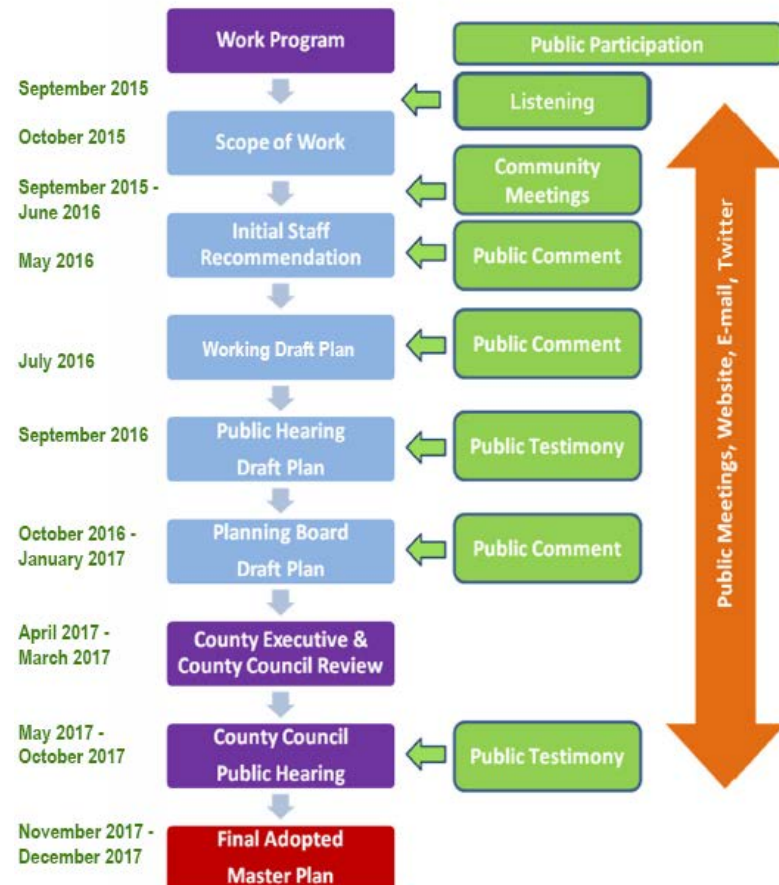 Work Program
Public Participation
September 2015
Listening
October 2015
Scope of Work
September 2015 -
June 2016
Community
Meetings
Initial Staff
Recommendation
May 2016
Public Comment
Working Draft Plan
July 2016
Public Comment
September 2016
Public Hearing
Draft Plan
Public Testimony
October 2016 -
January 2017
Planning Board
Draft Plan
Public Comment
April 2017 -
March 2017
County Executive &
County Council Review
May 2017 -
October 2017
County Council
Public Hearing
Public Testimony
November 2017 -
December 2017
Final Adopted
Master Plan
Public Meetings, Website, E-mail, Twitter